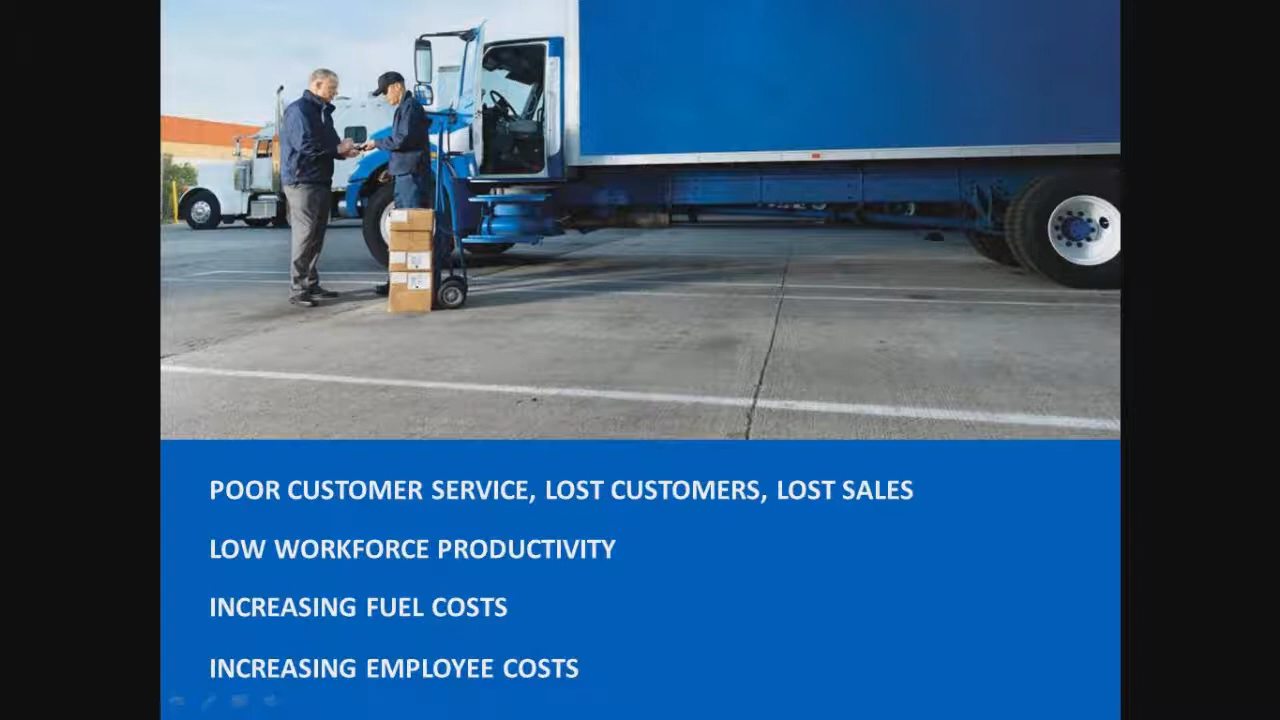 POOR CUSTOMER SERVICE, LOST CUSTOMERS, LOST SALES
LOW WORKFORCE PRODUCTIVITY
INCREASING FUEL COSTS
INCREASING EMPLOYEE COSTS